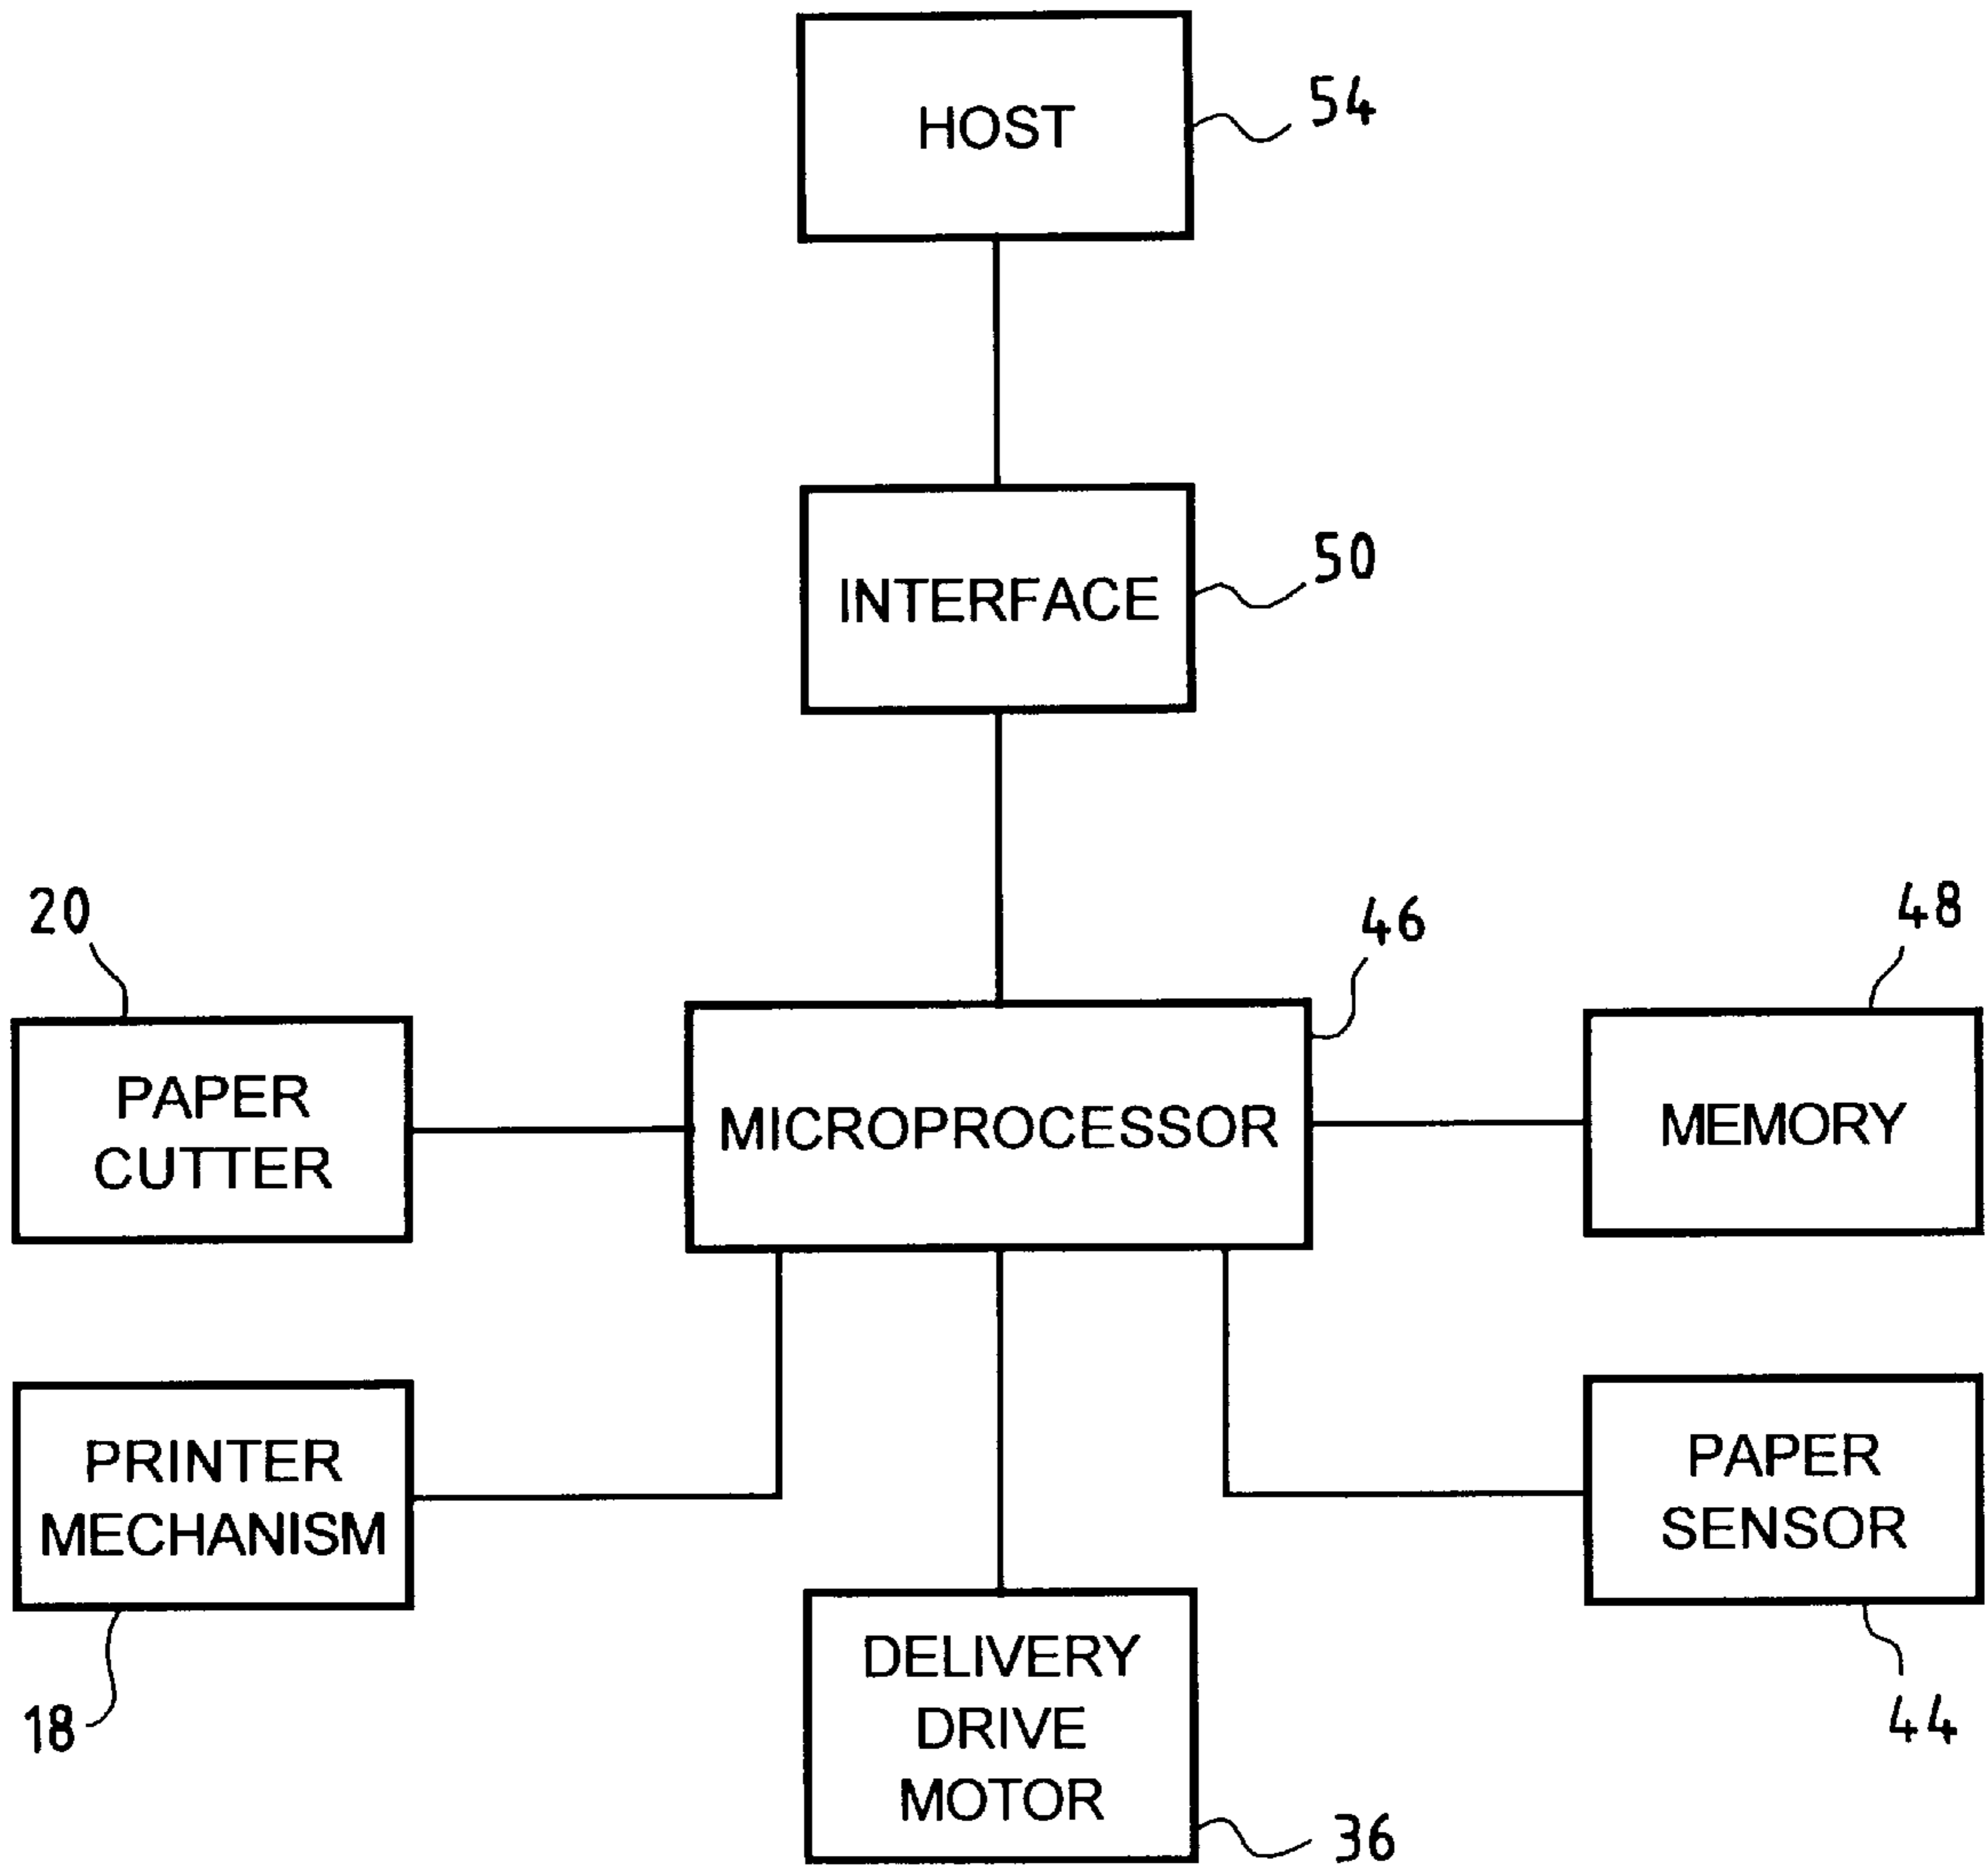 HOST
54
INTERFACE
50
20
46
48
PAPER
CUTTER
MICROPROCESSOR
MEMORY
PRINTER
MECHANISM
PAPER
SENSOR
18
DELIVERY
DRIVE
MOTOR
44
36